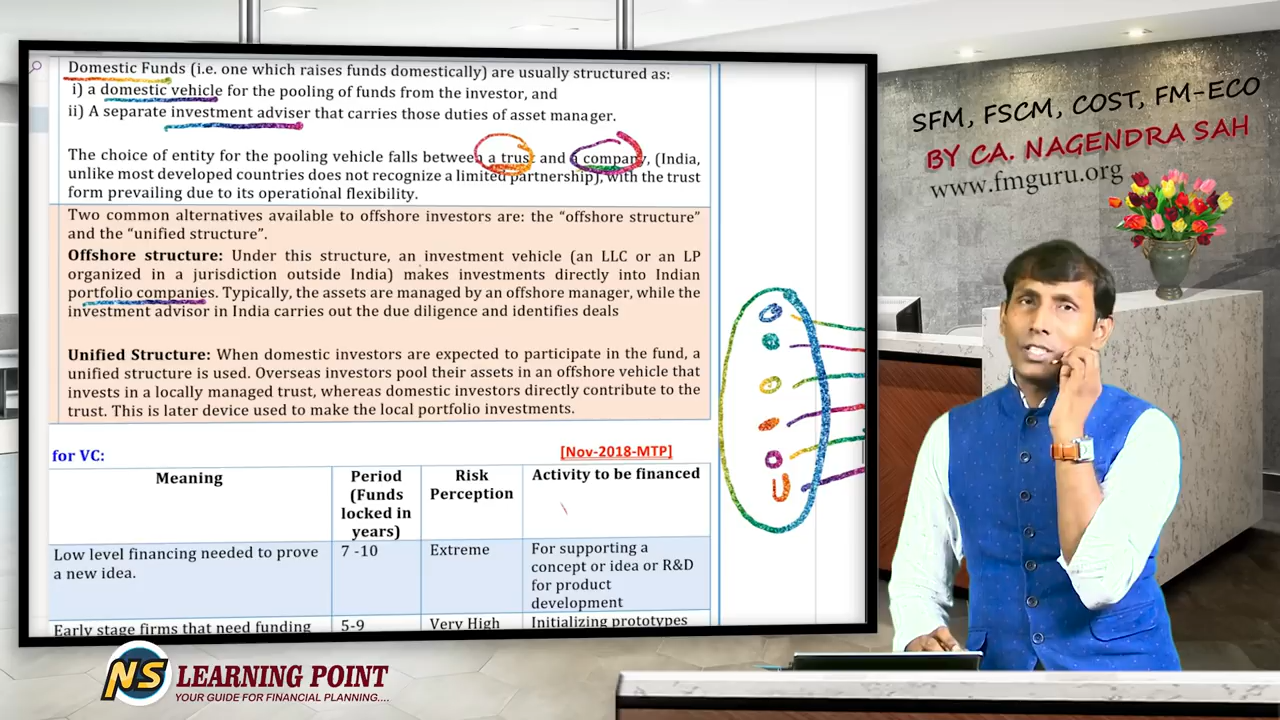 Domestic Funds (i.e. one which raises funds domestically) are usually structured as:
i) a domestic vehicle for the pooling of funds from the investor, and
ii) A separate investment adviser that carries those duties of asset manager.
The choice of entity for the pooling vehicle falls between a trust and a company, (India,
unlike most developed countries does not recognize a limited partnership), with the trust
form prevailing due to its operational flexibility.
Two common alternatives available to offshore investors are: the “offshore structure”
and the “unified structure”.
Offshore structure: Under this structure, an investment vehicle (an LLC or an LP
organized in a jurisdiction outside India) makes investments directly into Indian
portfolio companies. Typically, the assets are managed by an offshore manager, while the
investment advisor in India carries out the due diligence and identifies deals
Unified Structure: When domestic investors are expected to participate in the fund, a
unified structure is used. Overseas investors pool their assets in an offshore vehicle that
invests in a locally managed trust, whereas domestic investors directly contribute to the
trust. This is later device used to make the local portfolio investments.
for VC: [Nov-2018-MTP]
Meaning
Period (Funds locked in years)
Risk Perception
Activity to be financed
Low level financing needed to prove
a new idea.
7 -10
Extreme
For supporting a
concept or idea or R&D
for product
development
Early stage firms that need funding
5-9
Very High
Initializing prototypes
SFM, FSCM, COST, FM-ECO
BY CA. NAGENDRA SAH
www.fmguru.org
NS LEARNING POINT
YOUR GUIDE FOR FINANCIAL PLANNING....